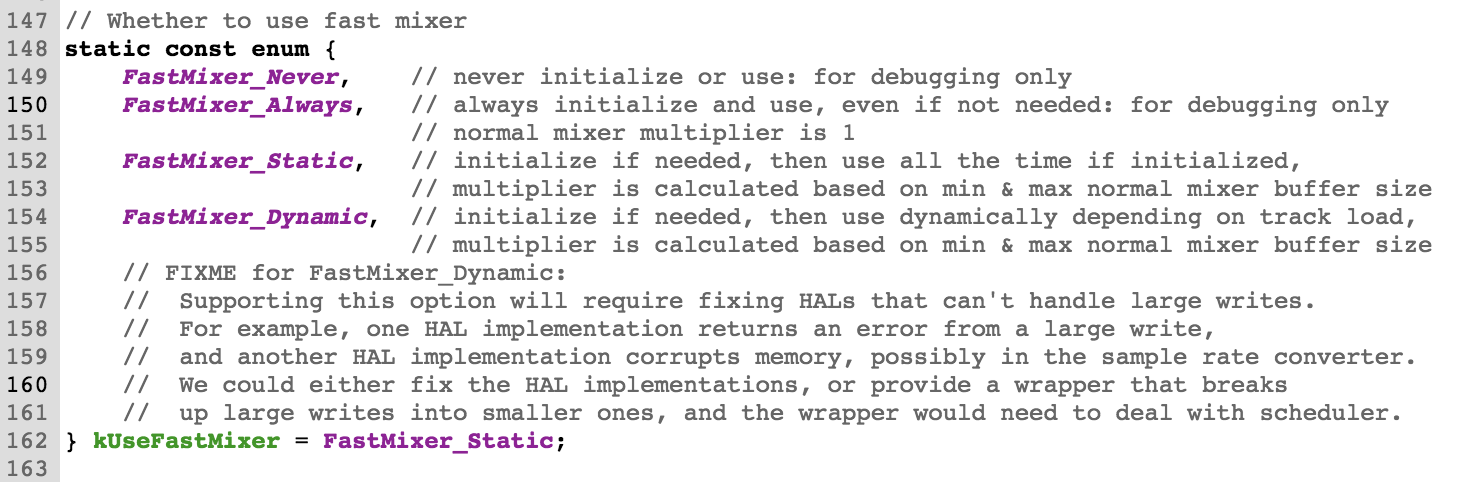 147 // Whether to use fast mixer
148 static const enum {
149     FastMixer_Never,    // never initialize or use: for debugging only
150     FastMixer_Always,   // always initialize and use, even if not needed: for debugging only
151                         // normal mixer multiplier is 1
152     FastMixer_Static,   // initialize if needed, then use all the time if initialized,
153                         // multiplier is calculated based on min & max normal mixer buffer size
154     FastMixer_Dynamic,  // initialize if needed, then use dynamically depending on track load,
155                         // multiplier is calculated based on min & max normal mixer buffer size
156     // FIXME for FastMixer_Dynamic:
157     //  Supporting this option will require fixing HALs that can't handle large writes.
158     //  For example, one HAL implementation returns an error from a large write,
159     //  and another HAL implementation corrupts memory, possibly in the sample rate converter.
160     //  We could either fix the HAL implementations, or provide a wrapper that breaks
161     //  up large writes into smaller ones, and the wrapper would need to deal with scheduler.
162 } kUseFastMixer = FastMixer_Static;
163